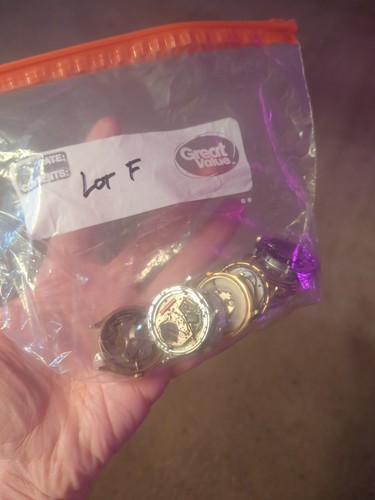 DATE:
CONTENTS:
LOT F
Great
Value